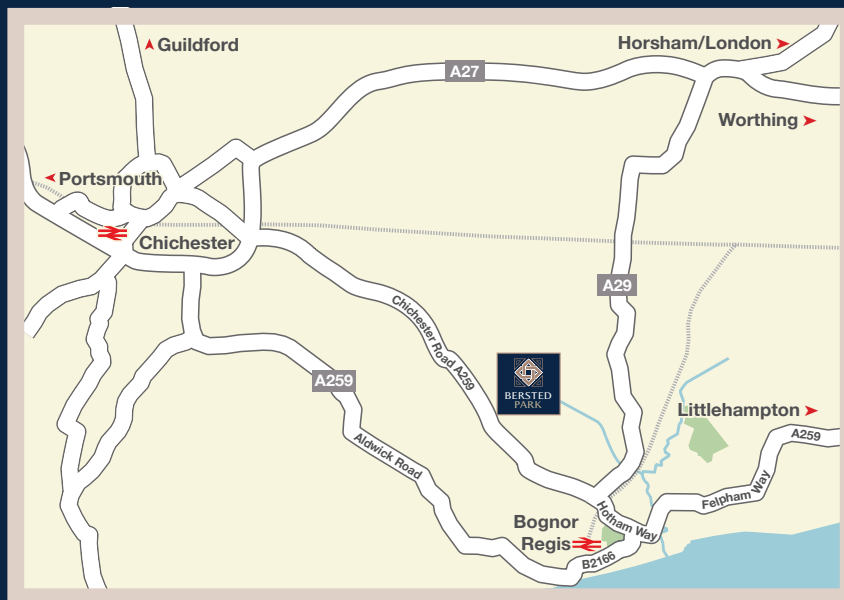 Guildford
Horsham/London
A27
Worthing
Portsmouth
Chichester
A29
Chichester Road A259
A259
BERSTED
PARK
Littlehampton
A259
Aldwick Road
Felpham Way
Hotham Way
Bognor
Regis
B2166